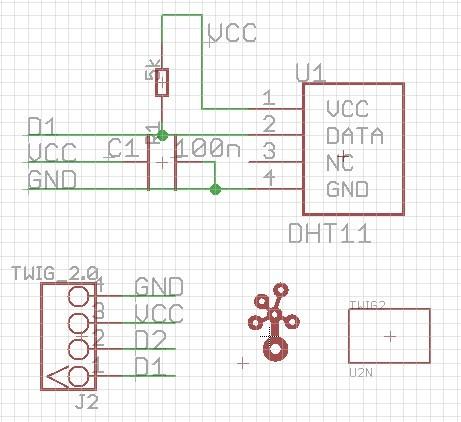 VCC
5k
R1
U1
1 VCC
D1
2 DATA
VCC
C1
100n
3 NC
GND
4 GND
DHT11
TWIG_2.0
4 GND
3 VCC
2 D2
1 D1
J2
TWIG2
U2N